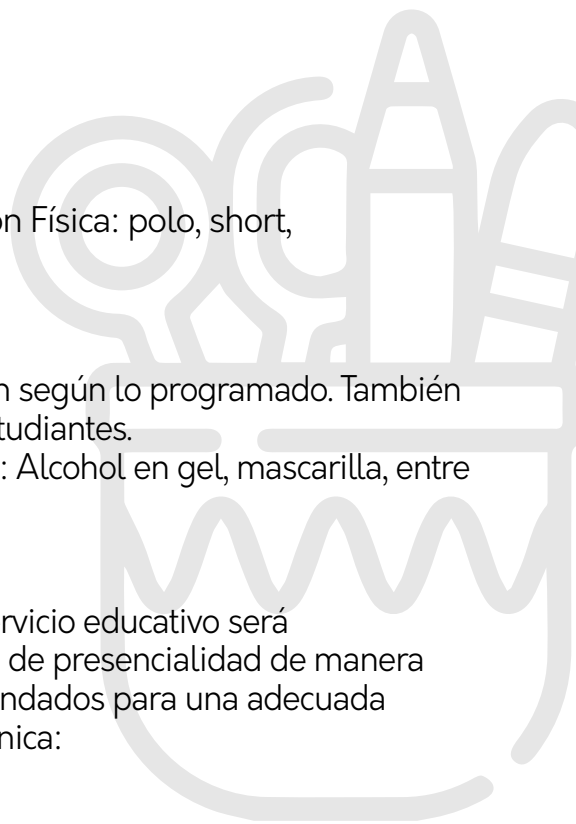 ón Física: polo, short,
n según lo programado. También
tudiantes.
: Alcohol en gel, mascarilla, entre
rvicio educativo será
de presencialidad de manera
ndados para una adecuada
nica: